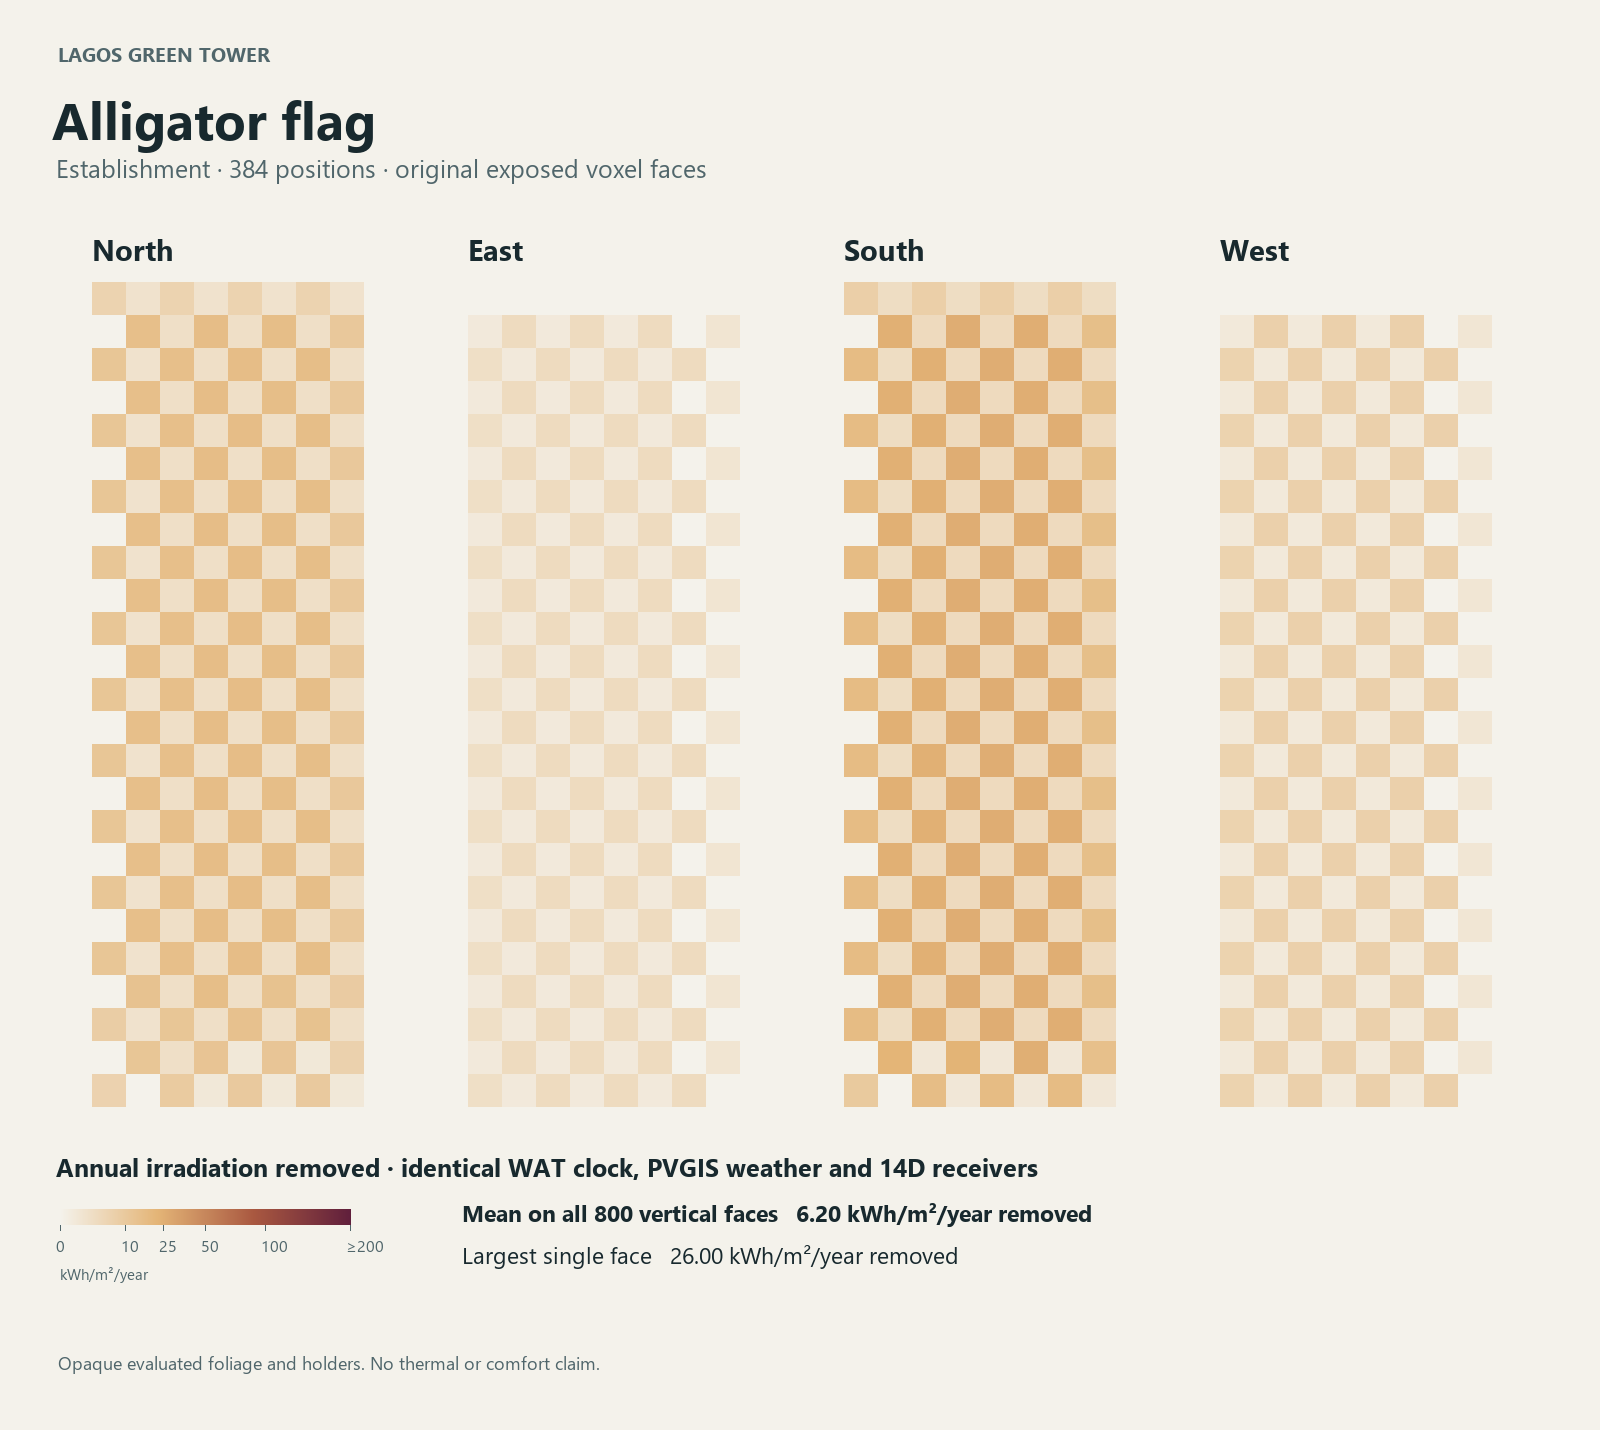 LAGOS GREEN TOWER
Alligator flag
Establishment · 384 positions · original exposed voxel faces
North East South West
Annual irradiation removed · identical WAT clock, PVGIS weather and 14D receivers
0 10 25 50 100 ≥200
kWh/m²/year
Mean on all 800 vertical faces 6.20 kWh/m²/year removed
Largest single face 26.00 kWh/m²/year removed
Opaque evaluated foliage and holders. No thermal or comfort claim.